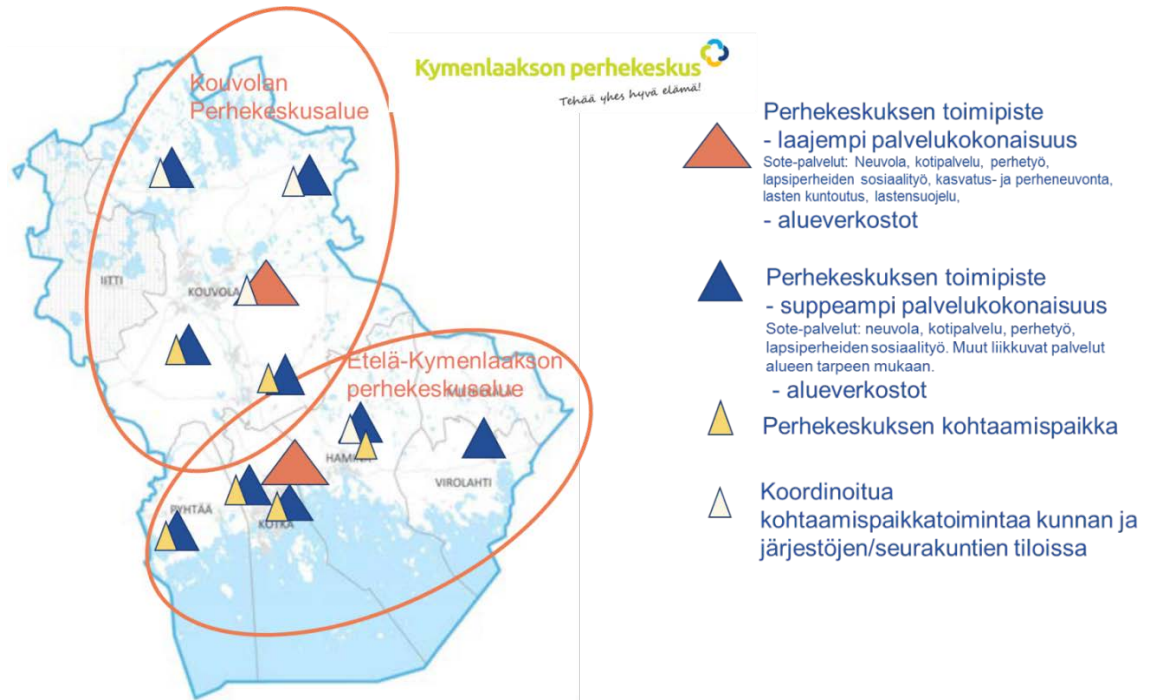 Kouvolan
Perhekeskusalue
IITTI
KOUVOLA
Etelä-Kymenlaakson
perhekeskusalue
VIROLAHTI
PYHTÄÄ
KOTKA
Kymenlaakson perhekeskus
Tehää yhes hyvä elämä!
Perhekeskuksen toimipiste
- laajempi palvelukokonaisuus
Sote-palvelut: Neuvola, kotipalvelu, perhetyö,
lapsiperheiden sosiaalityö, kasvatus- ja perheneuvonta,
lasten kuntoutus, lastensuojelu,
- alueverkostot
Perhekeskuksen toimipiste
- suppeampi palvelukokonaisuus
Sote-palvelut: neuvola, kotipalvelu, perhetyö,
lapsiperheiden sosiaalityö. Muut liikkuvat palvelut
alueen tarpeen mukaan.
- alueverkostot
Perhekeskuksen kohtaamispaikka
Koordinoitua
kohtaamispaikkatoimintaa kunnan ja
järjestöjen/seurakuntien tiloissa